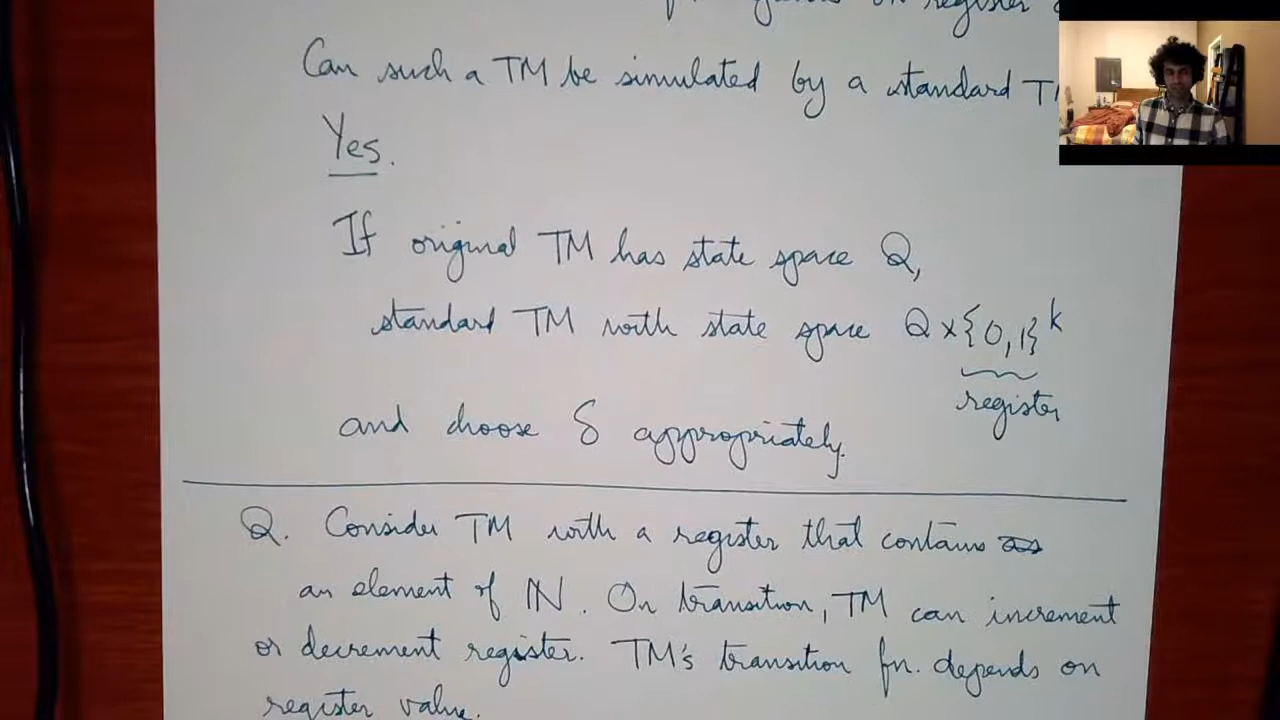 on register
Can such a TM be simulated by a standard
Yes.
If original TM has state space Q,
standard TM with state space Q × {0,1}^k
register
and choose δ appropriately.
Q. Consider TM with a register that contains
an element of ℕ. On transition, TM can increment
or decrement register. TM's transition fn. depends on
register value.